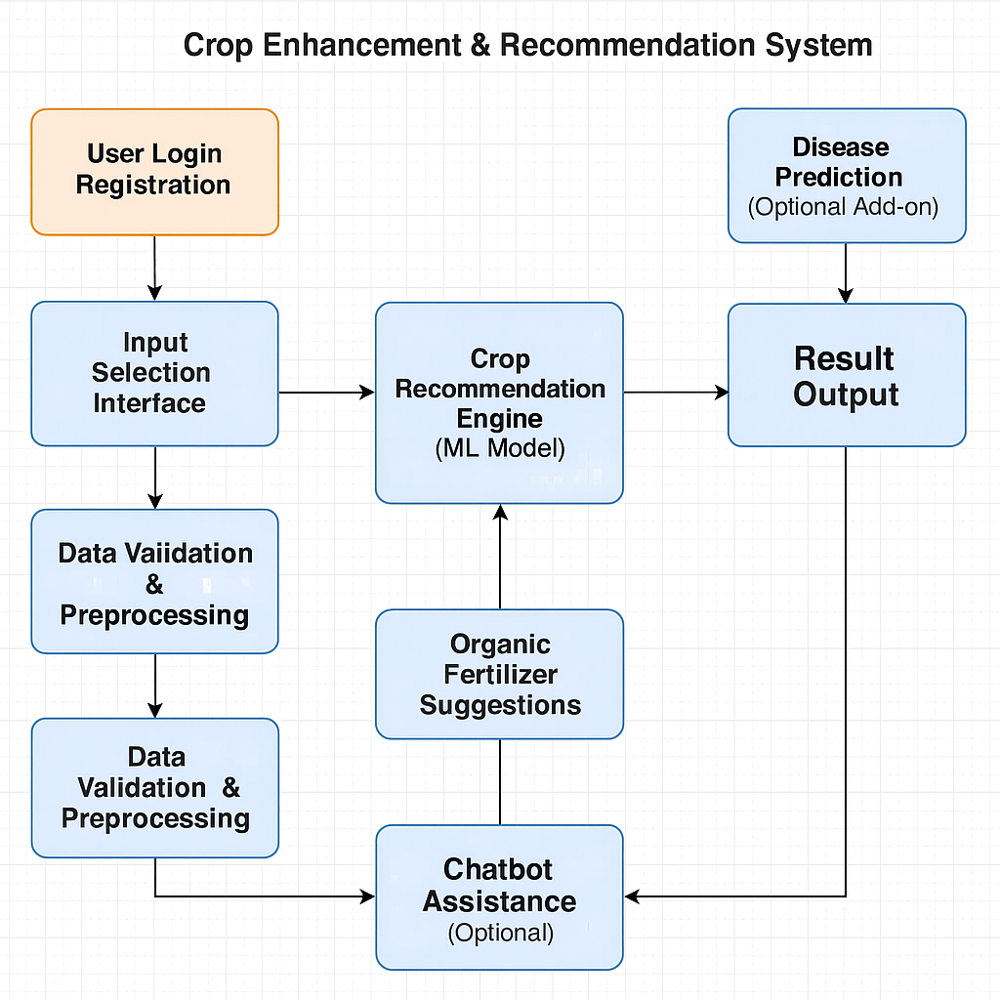 Crop Enhancement & Recommendation System
User Login
Registration
Disease
Prediction
(Optional Add-on)
Input
Selection
Interface
Crop
Recommendation
Engine
(ML Model)
Result
Output
Data Vaiidation
&
Preprocessing
Organic
Fertilizer
Suggestions
Data
Validation &
Preprocessing
Chatbot
Assistance
(Optional)